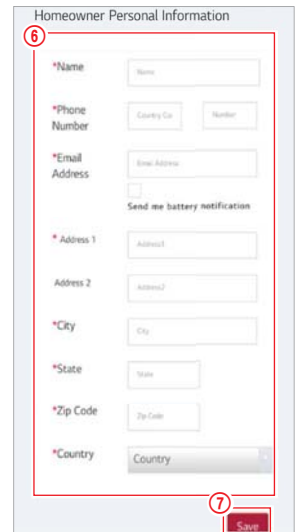 Homeowner Personal Information
⑥
*Name
Name
*Phone Number
Country Co
Number
*Email Address
Email Address
Send me battery notification
* Address 1
Address1
Address 2
Address2
*City
City
*State
State
*Zip Code
Zip Code
*Country
Country
⑦
Save